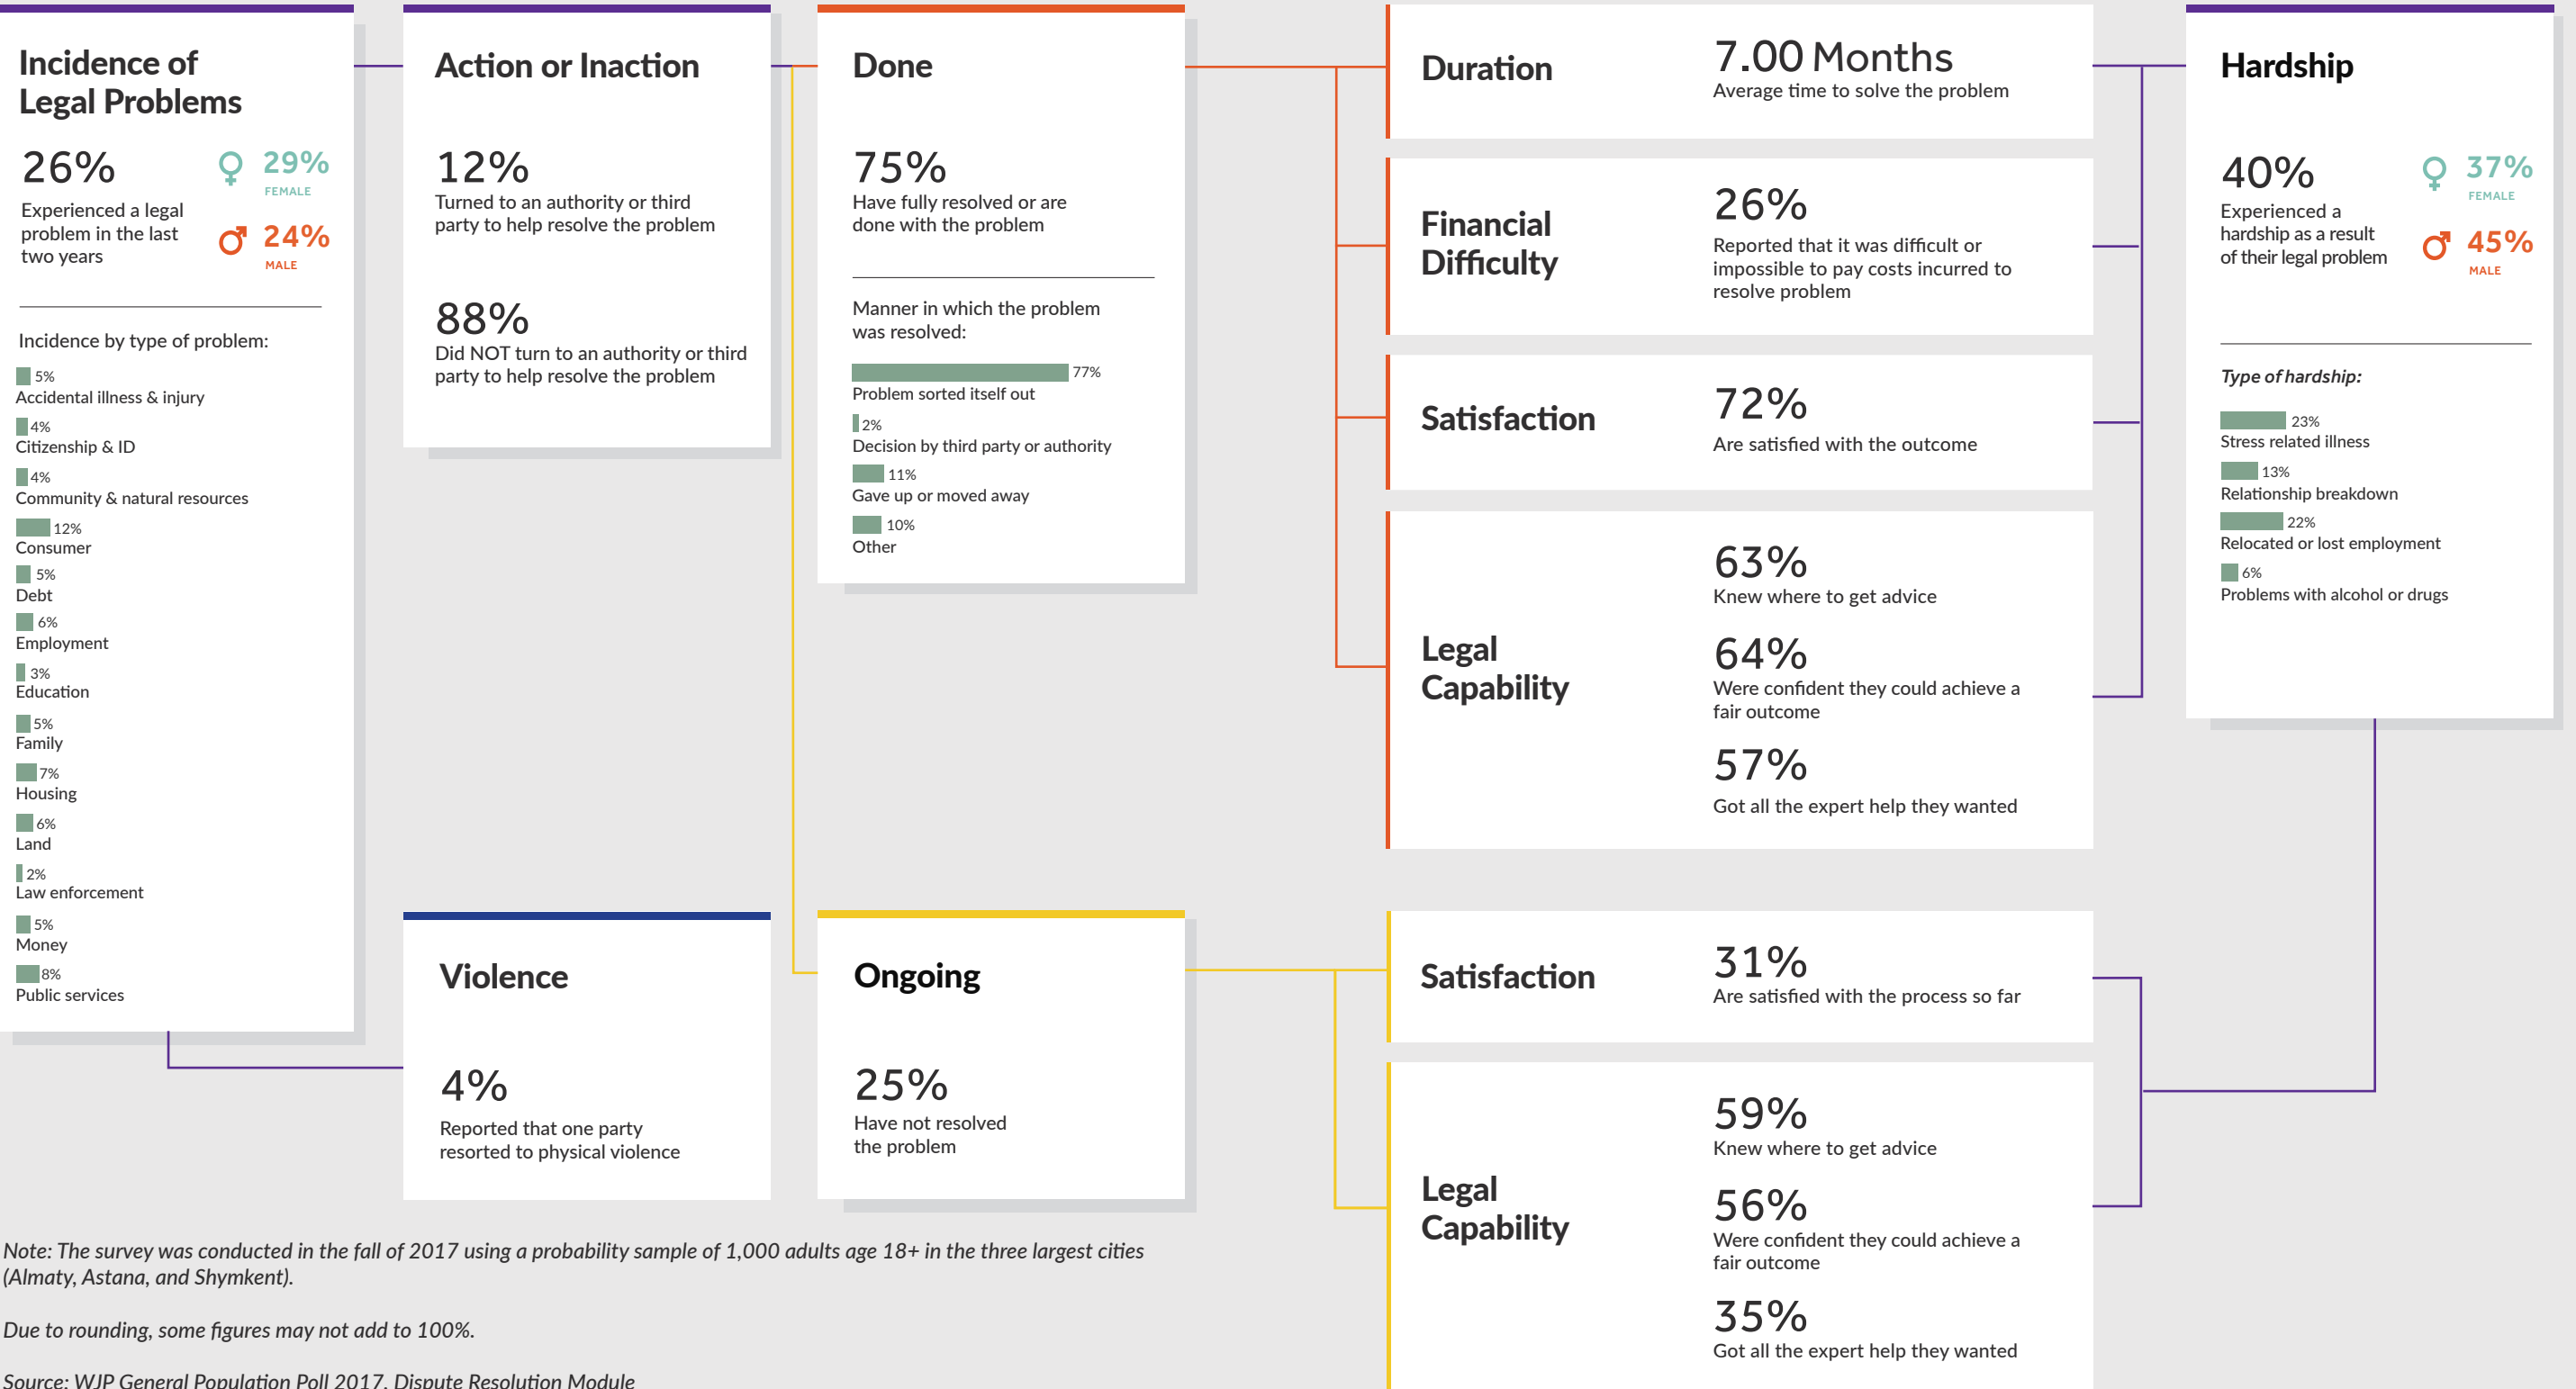 Incidence of
Legal Problems
26%
Experienced a legal
problem in the last
two years
29%
FEMALE
24%
MALE
Incidence by type of problem:
5%
Accidental illness & injury
4%
Citizenship & ID
4%
Community & natural resources
12%
Consumer
5%
Debt
6%
Employment
3%
Education
5%
Family
7%
Housing
6%
Land
2%
Law enforcement
5%
Money
8%
Public services
Action or Inaction
12%
Turned to an authority or third
party to help resolve the problem
88%
Did NOT turn to an authority or third
party to help resolve the problem
Violence
4%
Reported that one party
resorted to physical violence
Done
75%
Have fully resolved or are
done with the problem
Manner in which the problem
was resolved:
77%
Problem sorted itself out
2%
Decision by third party or authority
11%
Gave up or moved away
10%
Other
Ongoing
25%
Have not resolved
the problem
Duration
7.00 Months
Average time to solve the problem
Financial
Difficulty
26%
Reported that it was difficult or
impossible to pay costs incurred to
resolve problem
Satisfaction
72%
Are satisfied with the outcome
Legal
Capability
63%
Knew where to get advice
64%
Were confident they could achieve a
fair outcome
57%
Got all the expert help they wanted
Satisfaction
31%
Are satisfied with the process so far
Legal
Capability
59%
Knew where to get advice
56%
Were confident they could achieve a
fair outcome
35%
Got all the expert help they wanted
Hardship
40%
Experienced a
hardship as a result
of their legal problem
37%
FEMALE
45%
MALE
Type of hardship:
23%
Stress related illness
13%
Relationship breakdown
22%
Relocated or lost employment
6%
Problems with alcohol or drugs
Note: The survey was conducted in the fall of 2017 using a probability sample of 1,000 adults age 18+ in the three largest cities
(Almaty, Astana, and Shymkent).
Due to rounding, some figures may not add to 100%.
Source: WJP General Population Poll 2017, Dispute Resolution Module